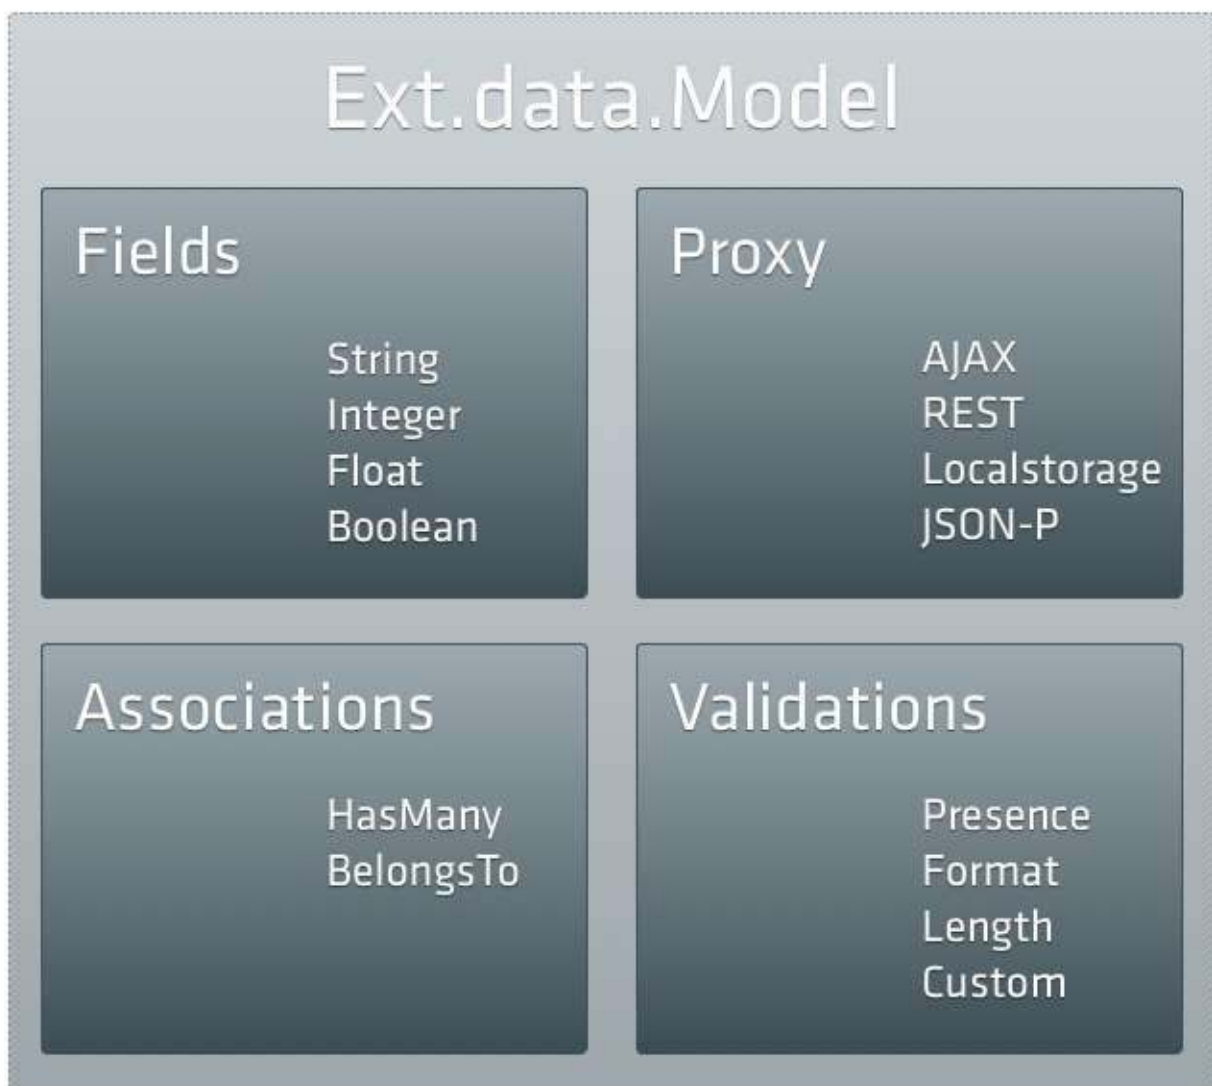 Ext.data.Model
Fields
String
Integer
Float
Boolean
Proxy
AJAX
REST
Localstorage
JSON-P
Associations
HasMany
BelongsTo
Validations
Presence
Format
Length
Custom